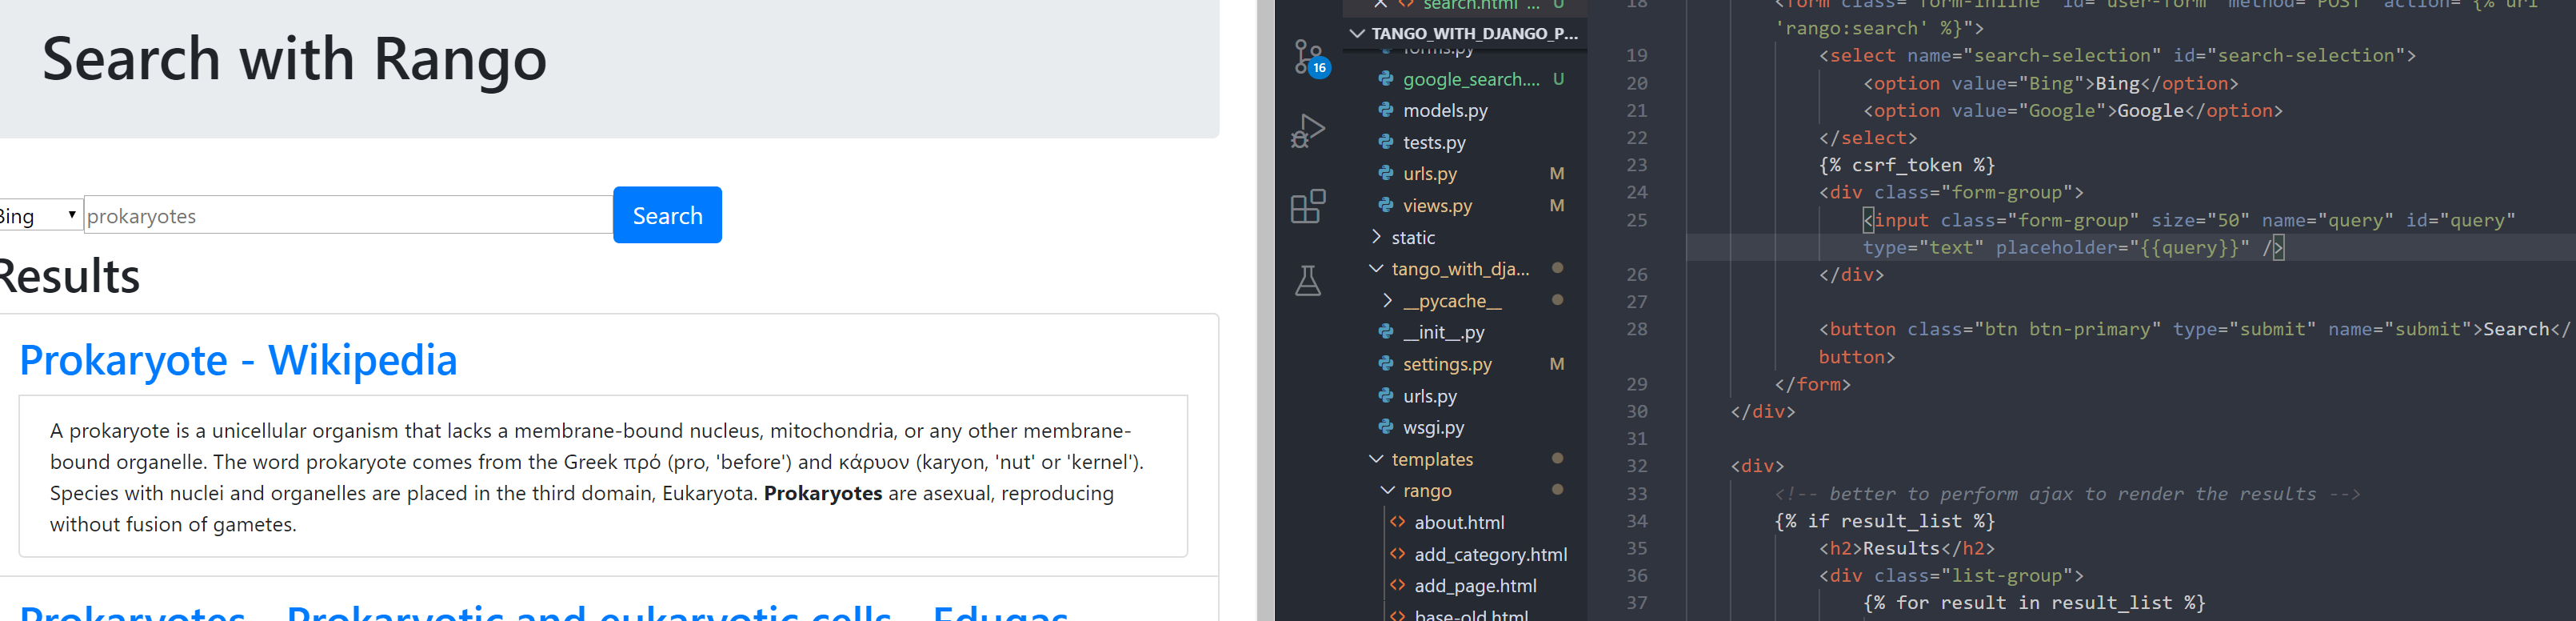 Search with Rango
Bing
prokaryotes
Search
Results
Prokaryote - Wikipedia
A prokaryote is a unicellular organism that lacks a membrane-bound nucleus, mitochondria, or any other membrane-
bound organelle. The word prokaryote comes from the Greek πρό (pro, 'before') and κάρυον (karyon, 'nut' or 'kernel').
Species with nuclei and organelles are placed in the third domain, Eukaryota. Prokaryotes are asexual, reproducing
without fusion of gametes.
Prokaryotes - Prokaryotic and eukaryotic cells - Eduqas
16
search.html ... U
TANGO_WITH_DJANGO_P...
forms.py
google_search.... U
models.py
tests.py
urls.py M
views.py M
static
tango_with_dja...
__pycache__
__init__.py
settings.py M
urls.py
wsgi.py
templates
rango
about.html
add_category.html
add_page.html
base-old.html
18 <form class="form-inline" id="user-form" method="POST" action="{% url
'rango:search' %}">
19 <select name="search-selection" id="search-selection">
20 <option value="Bing">Bing</option>
21 <option value="Google">Google</option>
22 </select>
23 {% csrf_token %}
24 <div class="form-group">
25 <input class="form-group" size="50" name="query" id="query"
type="text" placeholder="{{query}}" />
26 </div>
27
28 <button class="btn btn-primary" type="submit" name="submit">Search</
button>
29 </form>
30 </div>
31
32 <div>
33 <!-- better to perform ajax to render the results -->
34 {% if result_list %}
35 <h2>Results</h2>
36 <div class="list-group">
37 {% for result in result_list %}